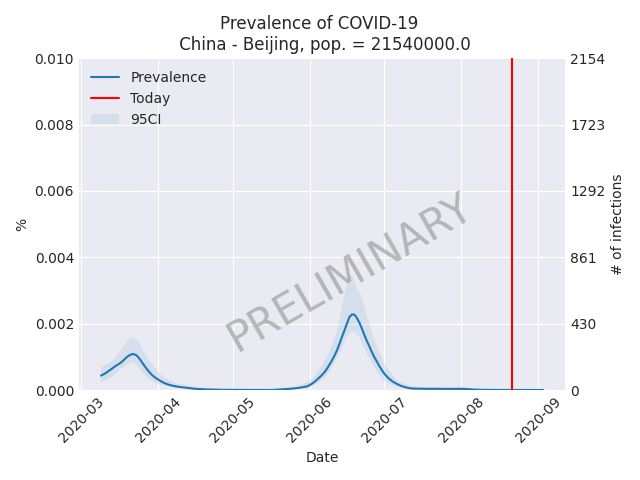 Prevalence of COVID-19
China - Beijing, pop. = 21540000.0
0.010
0.008
0.006
0.004
0.002
0.000
%
Prevalence
Today
95CI
PRELIMINARY
2154
1723
1292
861
430
0
# of infections
2020-03
2020-04
2020-05
2020-06
2020-07
2020-08
2020-09
Date